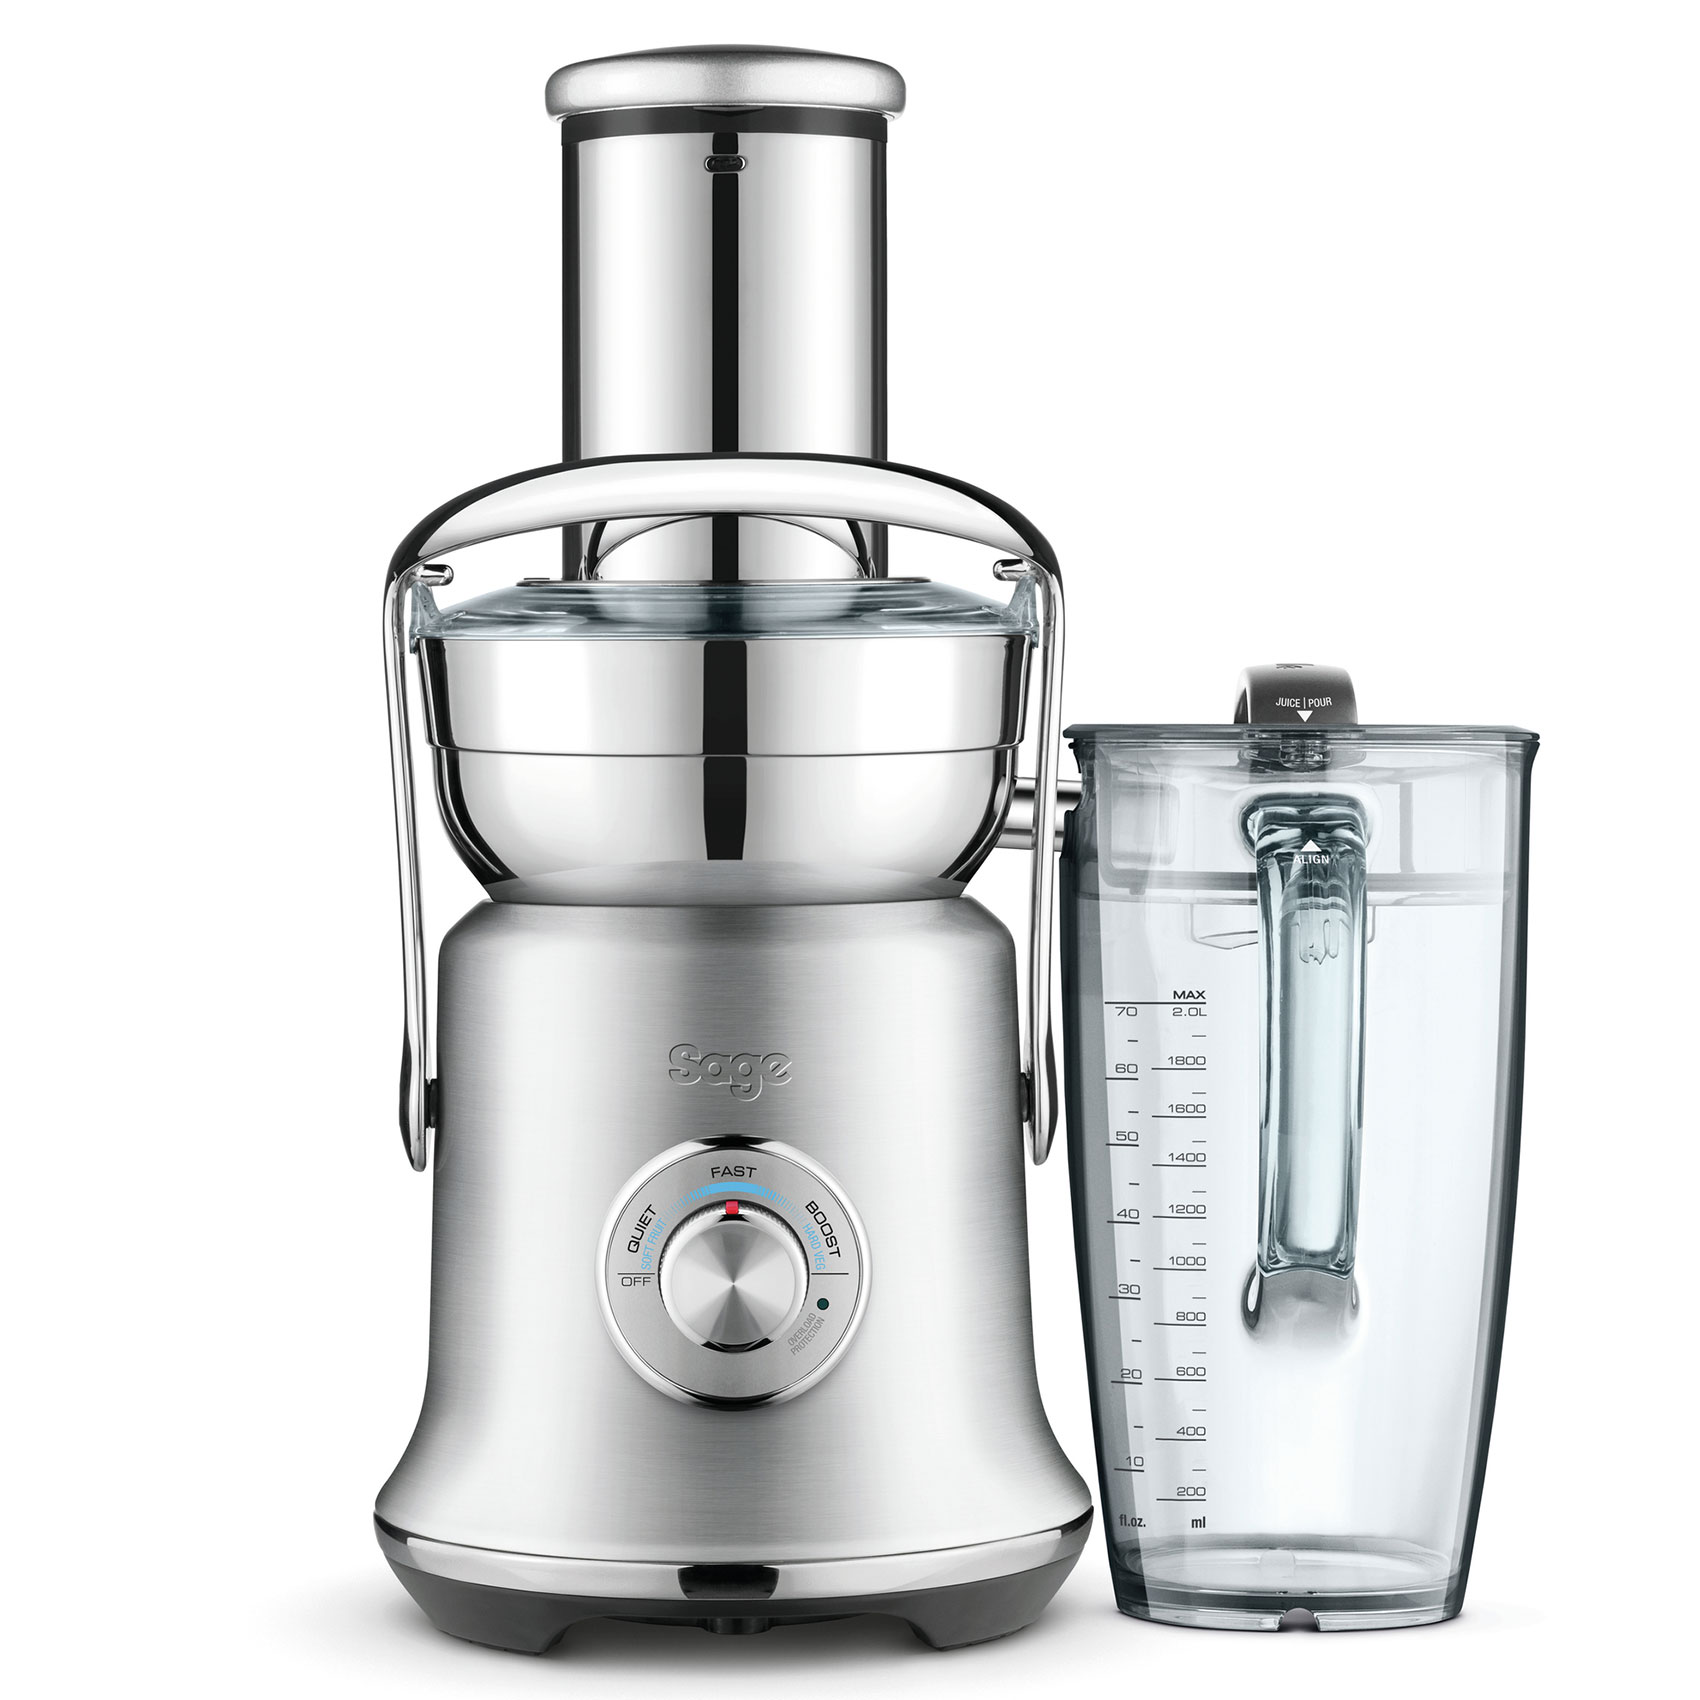 JUICE | POUR
ALIGN
MAX
70 2.0L
1800
60
1600
50
1400
40 1200
1000
30
800
20 600
400
10
200
fl.oz. ml
Sage
FAST
QUIET
SOFT FRUIT
BOOST
HARD VEG
OFF
OVERLOAD
PROTECTION